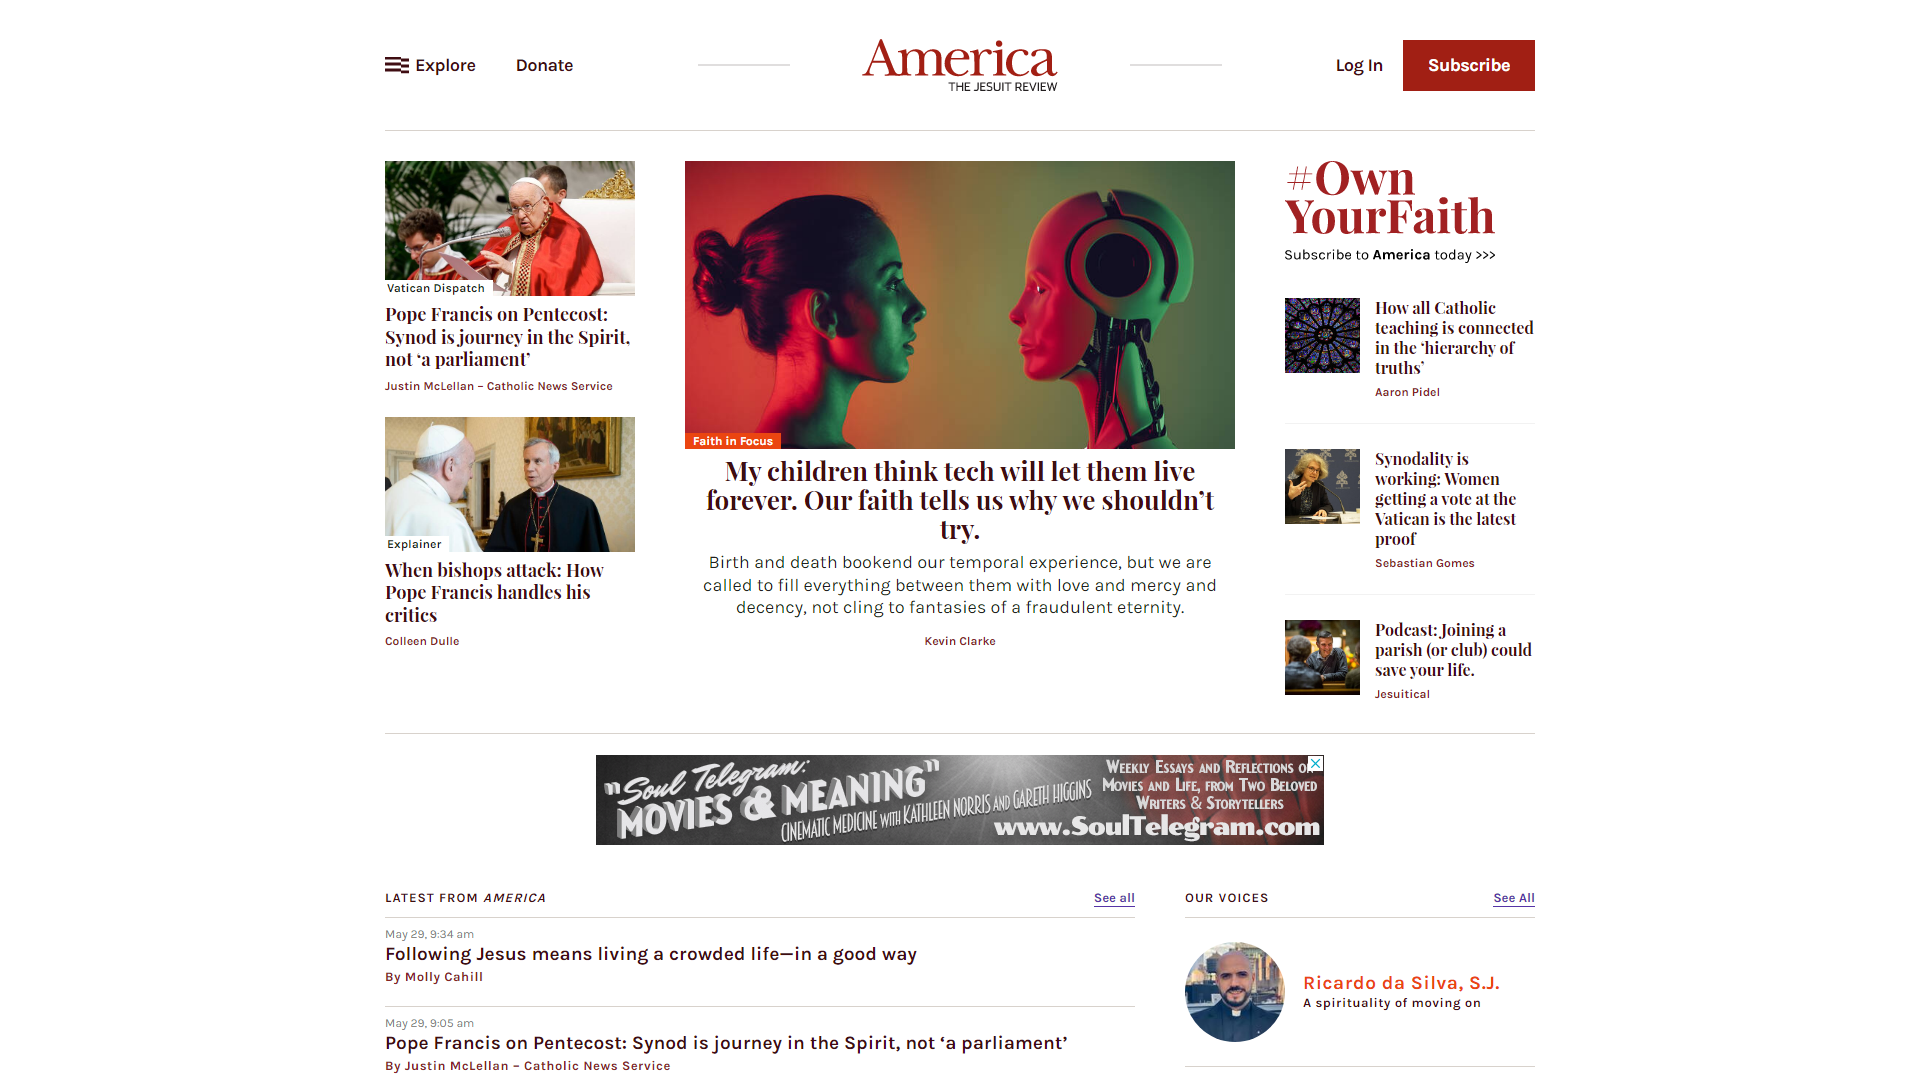 Explore
Donate
America
THE JESUIT REVIEW
Log In
Subscribe
Vatican Dispatch
Pope Francis on Pentecost:
Synod is journey in the Spirit,
not ‘a parliament’
Justin McLellan – Catholic News Service
Explainer
When bishops attack: How
Pope Francis handles his
critics
Colleen Dulle
Faith in Focus
My children think tech will let them live
forever. Our faith tells us why we shouldn’t
try.
Birth and death bookend our temporal experience, but we are
called to fill everything between them with love and mercy and
decency, not cling to fantasies of a fraudulent eternity.
Kevin Clarke
#Own
YourFaith
Subscribe to America today >>>
How all Catholic
teaching is connected
in the ‘hierarchy of
truths’
Aaron Pidel
Synodality is
working: Women
getting a vote at the
Vatican is the latest
proof
Sebastian Gomes
Podcast: Joining a
parish (or club) could
save your life.
Jesuitical
"Soul Telegram:
MOVIES & MEANING"
CINEMATIC MEDICINE WITH KATHLEEN NORRIS AND GARETH HIGGINS
WEEKLY ESSAYS AND REFLECTIONS ON
MOVIES AND LIFE, FROM TWO BELOVED
WRITERS & STORYTELLERS
www.SoulTelegram.com
LATEST FROM AMERICA
See all
May 29, 9:34 am
Following Jesus means living a crowded life—in a good way
By Molly Cahill
May 29, 9:05 am
Pope Francis on Pentecost: Synod is journey in the Spirit, not ‘a parliament’
By Justin McLellan – Catholic News Service
OUR VOICES
See All
Ricardo da Silva, S.J.
A spirituality of moving on